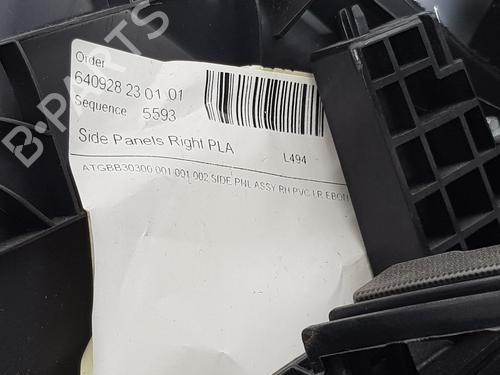 Order
640928 23 01 01
Sequence 5593
Side Panels Right PLA L494
ATGBB30300 001 001 002 SIDE PNL ASSY RH PVC LR EBON
B-PARTS